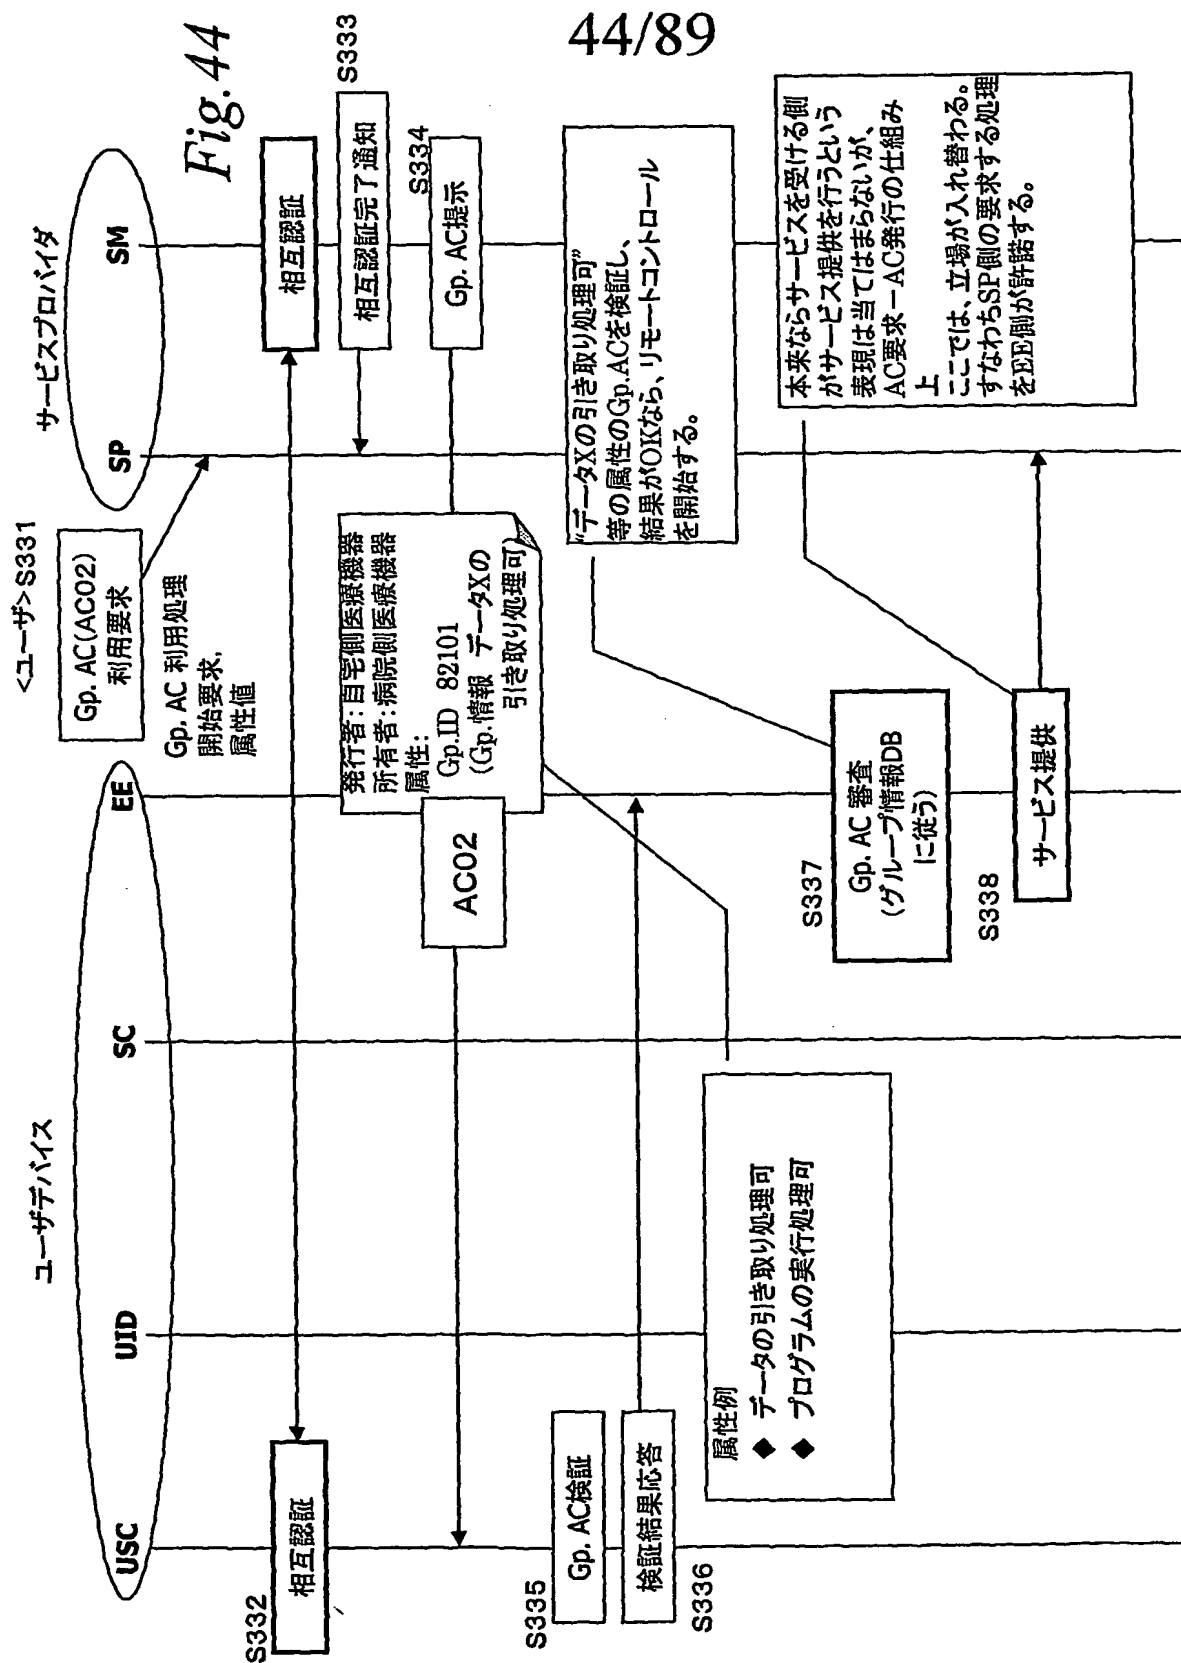 44/89
Fig.44
ユーザデバイス
サービスプロバイダ
USC
UID
SC
EE
SP
SM
<ユーザ>S331
Gp. AC(AC02)
利用要求
Gp, AC 利用処理
開始要求,
属性値
S332
相互認証
相互認証
S333
相互認証完了通知
S334
Gp. AC提示
発行者:自宅側医療機器
所有者:病院側医療機器
属性:
Gp.ID 82101
(Gp.情報 データXの
引き取り処理可)
AC02
S335
Gp. AC検証
検証結果応答
S336
"データXの引き取り処理可"
等の属性のGp.ACを検証し、
結果がOKなら、リモートコントロール
を開始する。
属性例
◆ データの引き取り処理可
◆ プログラムの実行処理可
S337
Gp. AC 審査
(グループ情報DB
に従う)
本来ならサービスを受ける側
がサービス提供を行うという
表現は当てはまらないが、
AC要求-AC発行の仕組み
上
ここでは、立場が入れ替わる。
すなわちSP側の要求する処理
をEE側が許諾する。
S338
サービス提供